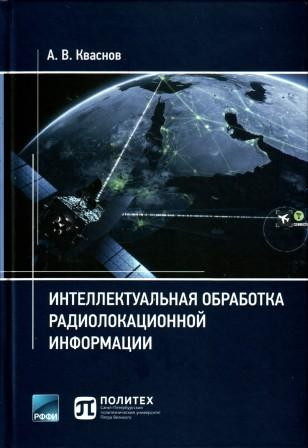 А. В. Кваснов
ИНТЕЛЛЕКТУАЛЬНАЯ ОБРАБОТКА
РАДИОЛОКАЦИОННОЙ
ИНФОРМАЦИИ
РФФИ
ПОЛИТЕХ
Санкт-Петербургский
политехнический университет
Петра Великого